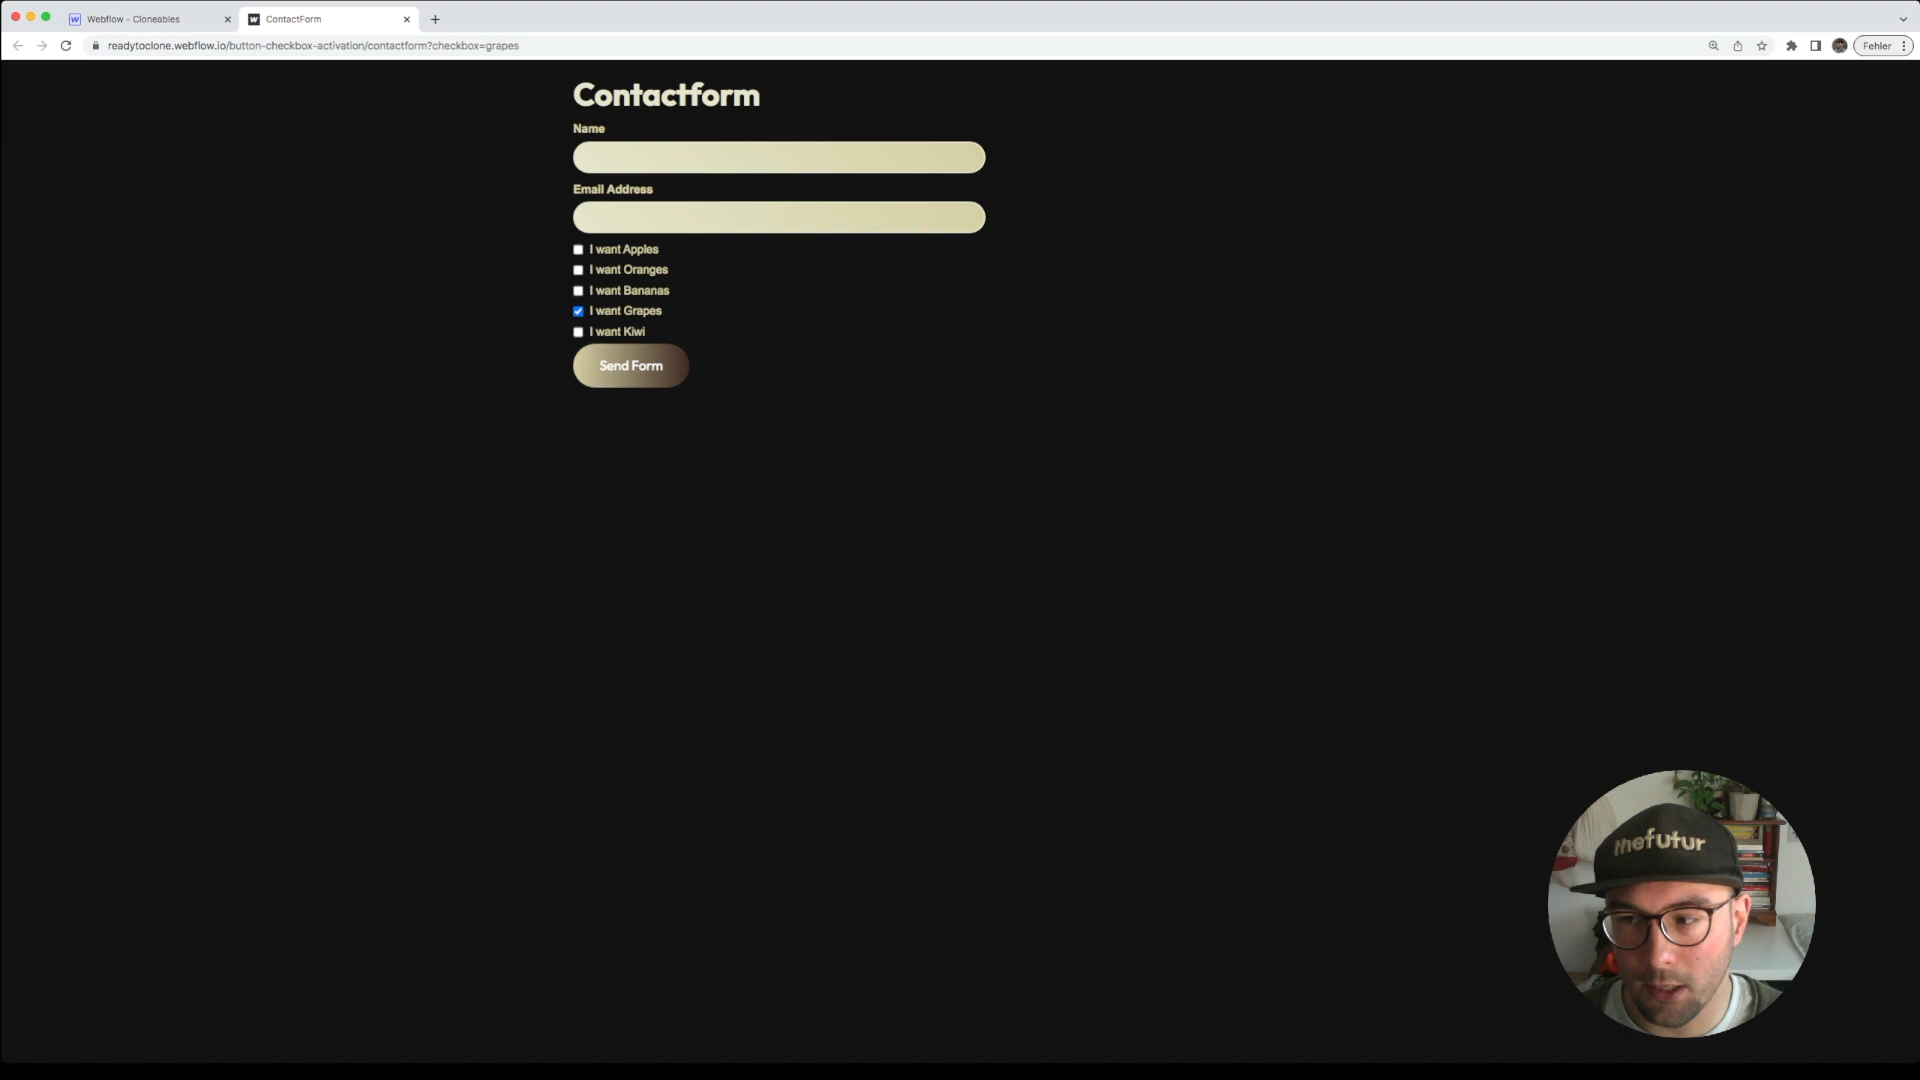 Webflow - Cloneables
ContactForm
readytoclone.webflow.io/button-checkbox-activation/contactform?checkbox=grapes
Fehler
Contactform
Name
Email Address
I want Apples
I want Oranges
I want Bananas
I want Grapes
I want Kiwi
Send Form
thefutur